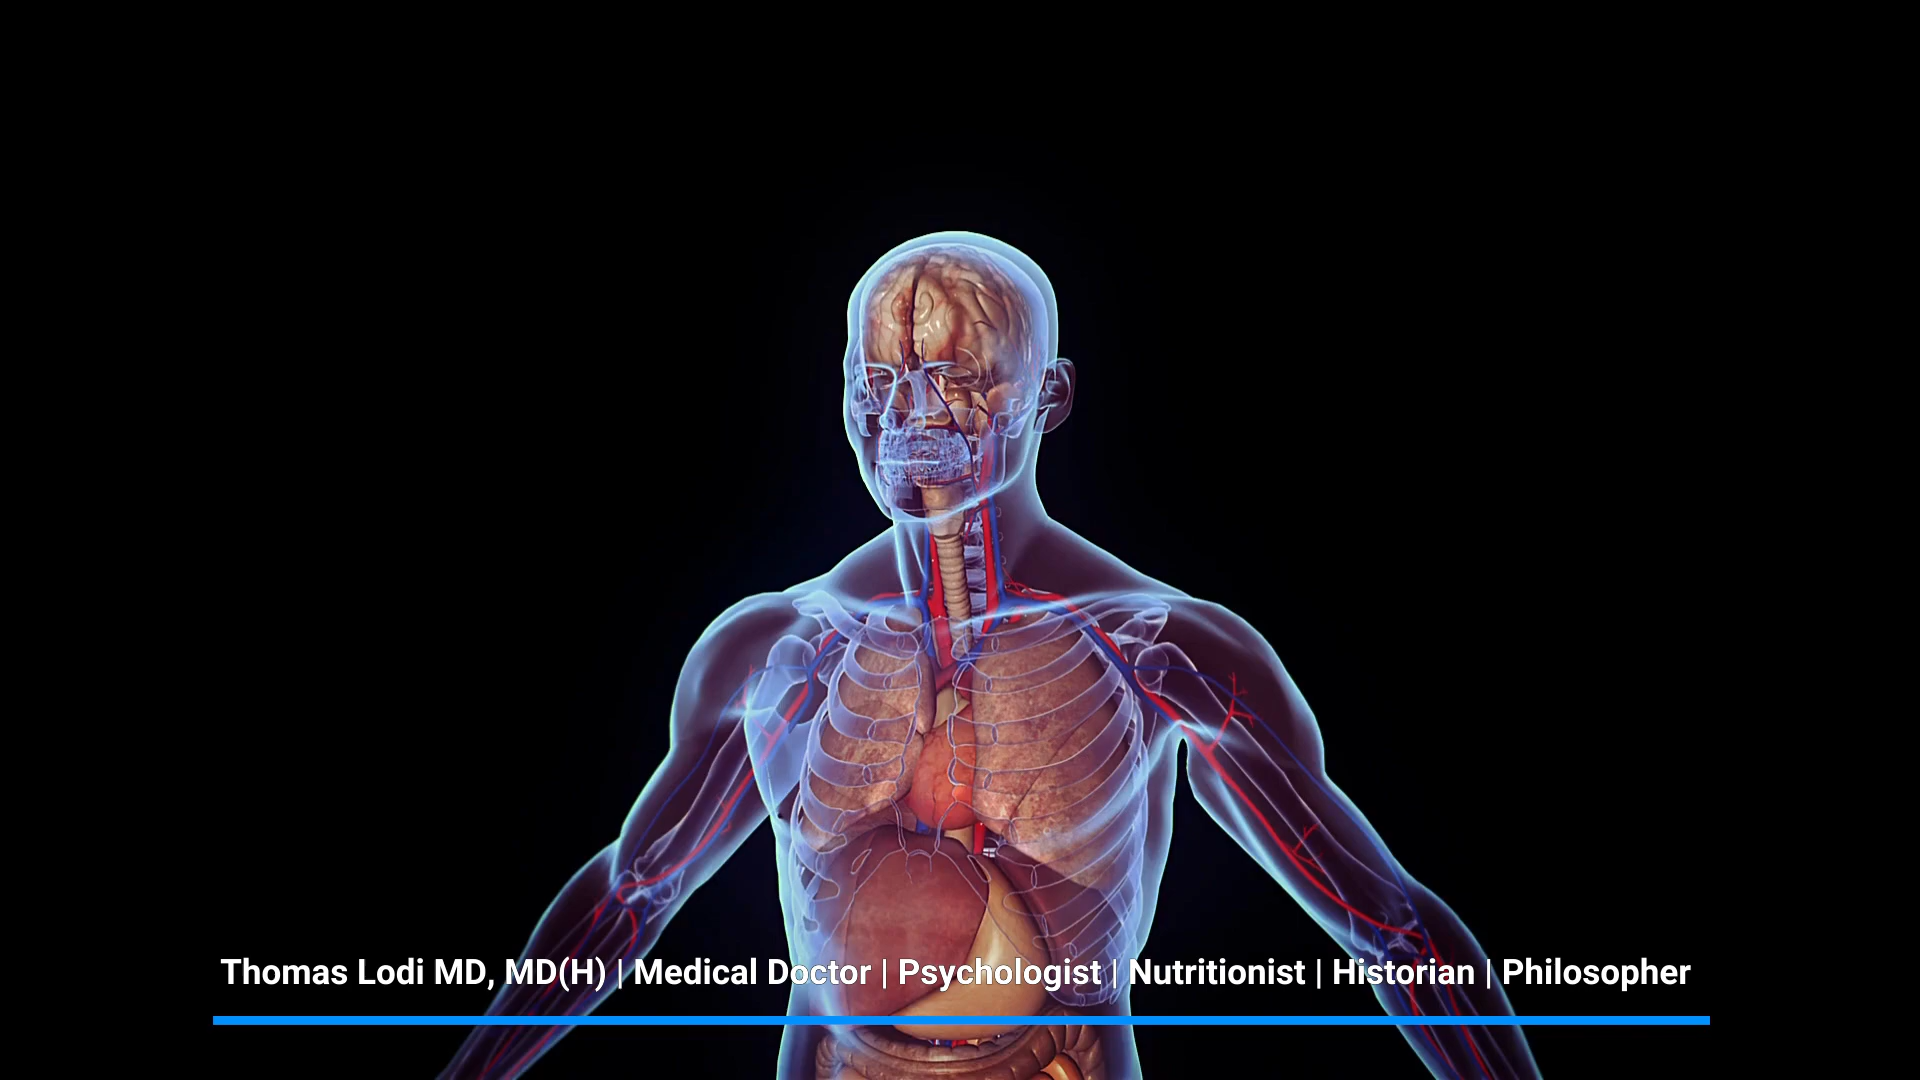 Thomas Lodi MD, MD(H) | Medical Doctor | Psychologist | Nutritionist | Historian | Philosopher